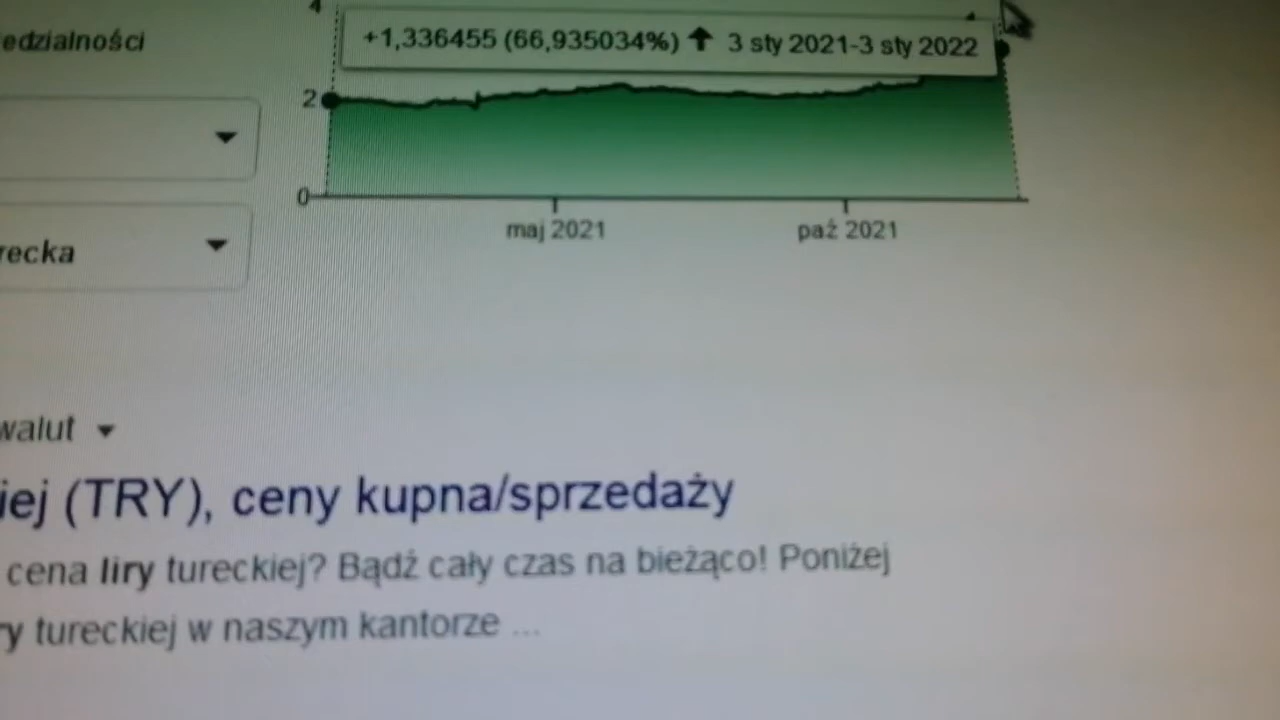 4
+1,336455 (66,935034%) ↑ 3 sty 2021-3 sty 2022
edzialności
2
0
maj 2021
paź 2021
recka
walut
iej (TRY), ceny kupna/sprzedaży
cena liry tureckiej? Bądź cały czas na bieżąco! Poniżej
ry tureckiej w naszym kantorze ...